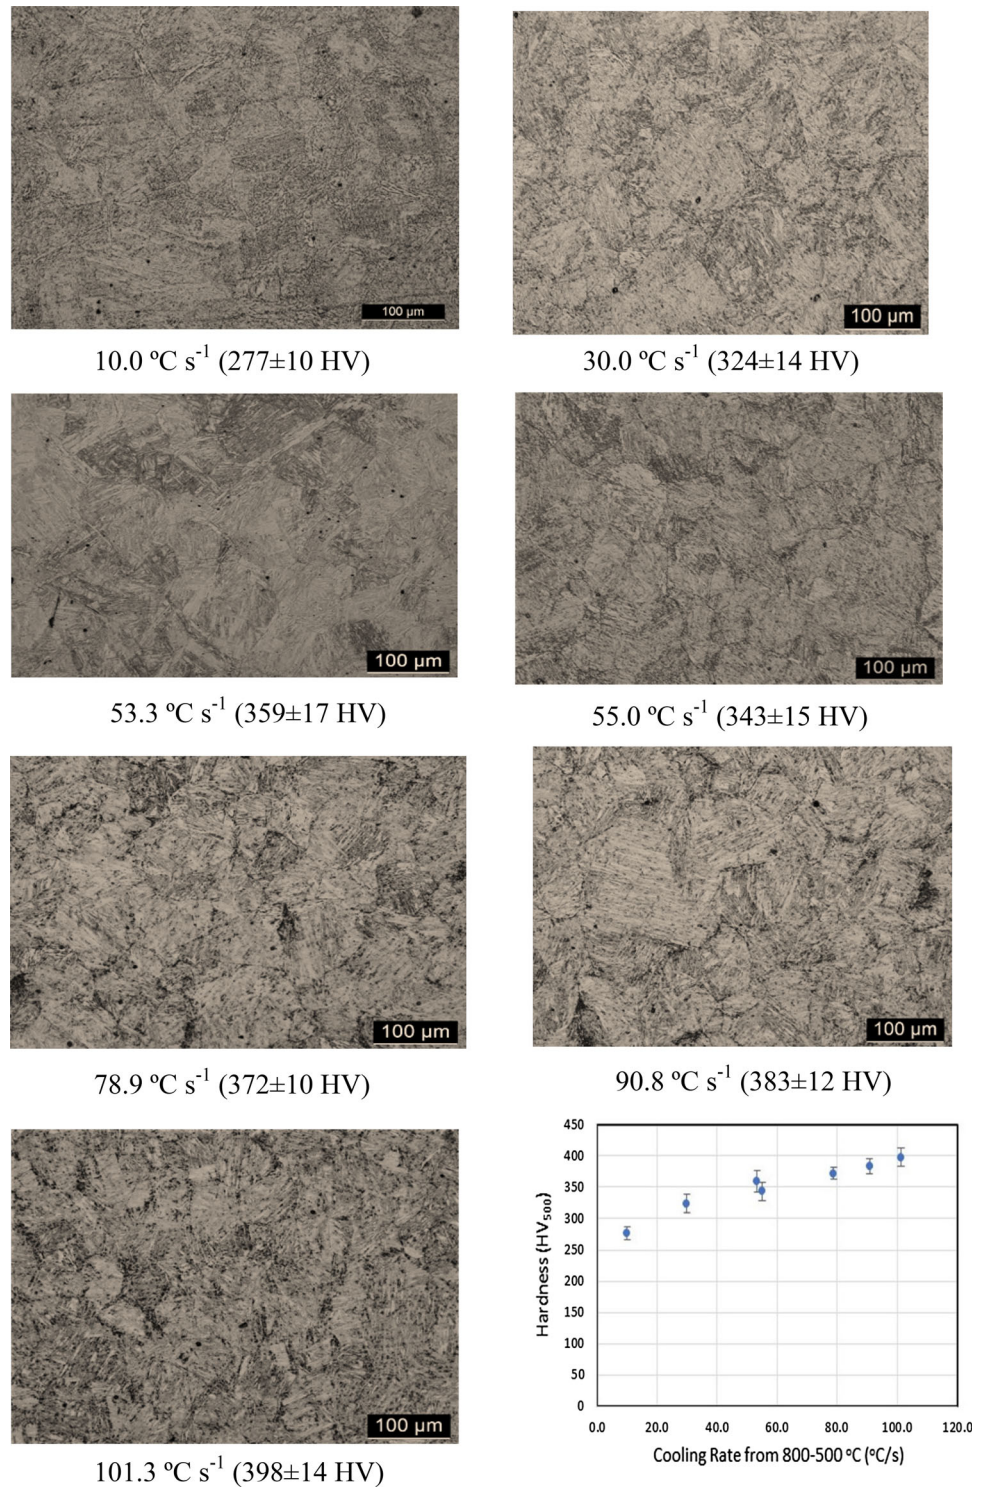 100 µm
100 µm
10.0 ºC s⁻¹ (277±10 HV)
30.0 ºC s⁻¹ (324±14 HV)
100 µm
100 µm
53.3 ºC s⁻¹ (359±17 HV)
55.0 ºC s⁻¹ (343±15 HV)
100 µm
100 µm
78.9 ºC s⁻¹ (372±10 HV)
90.8 ºC s⁻¹ (383±12 HV)
100 µm
101.3 ºC s⁻¹ (398±14 HV)
450
400
350
300
250
200
150
100
50
0
Hardness (HV₅₀₀)
0.0 20.0 40.0 60.0 80.0 100.0 120.0
Cooling Rate from 800-500 ºC (ºC/s)